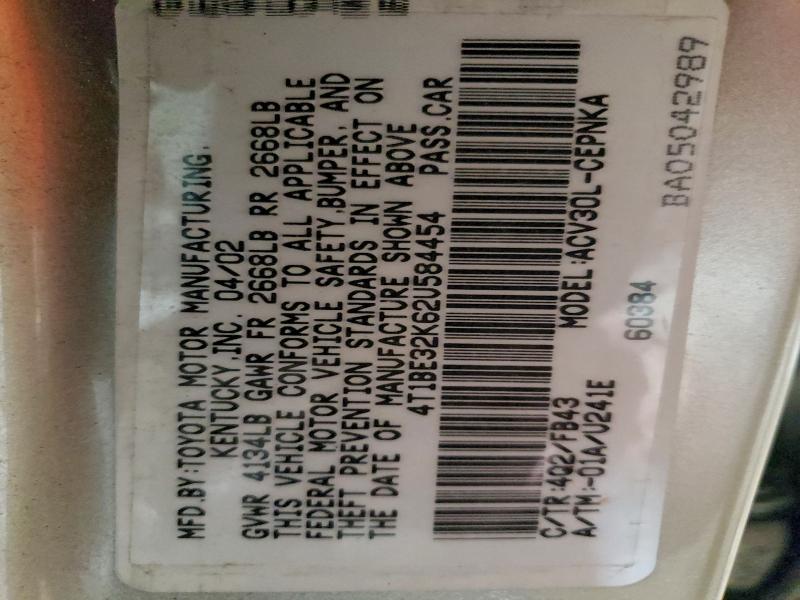 MFD.BY:TOYOTA MOTOR MANUFACTURING,
KENTUCKY,INC. 04/02
GVWR 4134LB GAWR FR 2668LB RR 2668LB
THIS VEHICLE CONFORMS TO ALL APPLICABLE
FEDERAL MOTOR VEHICLE SAFETY,BUMPER, AND
THEFT PREVENTION STANDARDS IN EFFECT ON
THE DATE OF MANUFACTURE SHOWN ABOVE
4T1BE32K62U584454 PASS.CAR
C/TR:4Q2/FB43 MODEL:ACV30L-CEPNKA
A/TM:-01A/U241E
60384
BA05042989